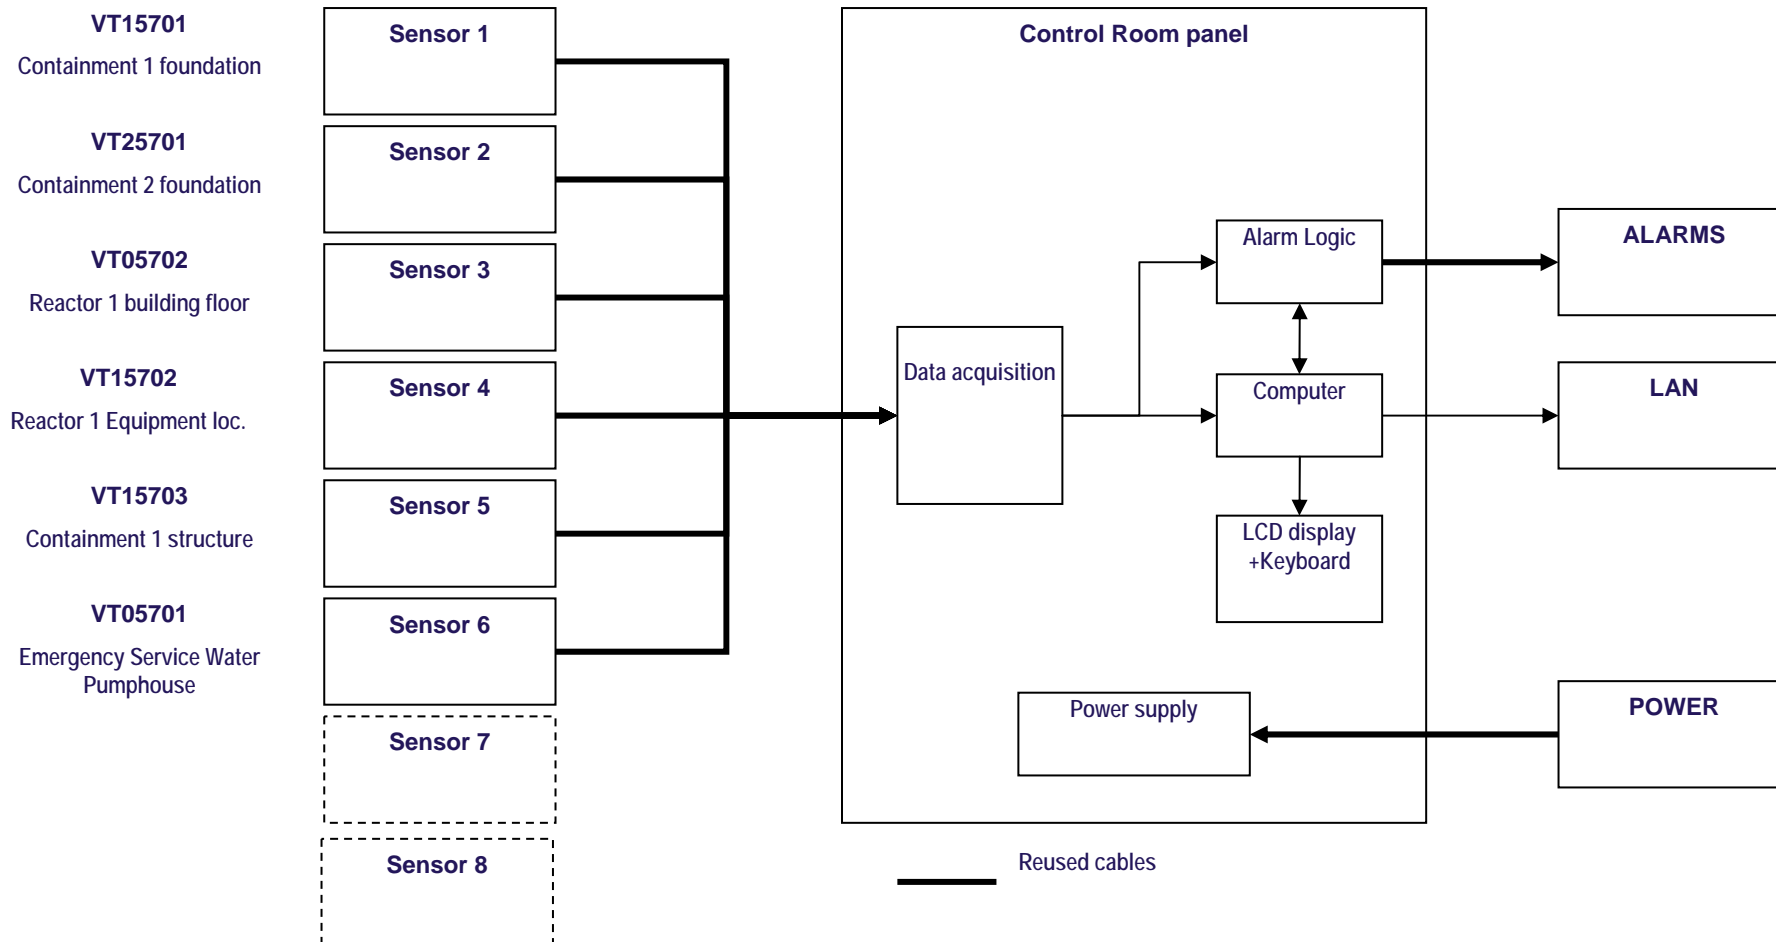 VT15701
Containment 1 foundation
Sensor 1
VT25701
Containment 2 foundation
Sensor 2
VT05702
Reactor 1 building floor
Sensor 3
VT15702
Reactor 1 Equipment loc.
Sensor 4
VT15703
Containment 1 structure
Sensor 5
VT05701
Emergency Service Water
Pumphouse
Sensor 6
Sensor 7
Sensor 8
Control Room panel
Data acquisition
Alarm Logic
Computer
LCD display
+Keyboard
Power supply
ALARMS
LAN
POWER
Reused cables